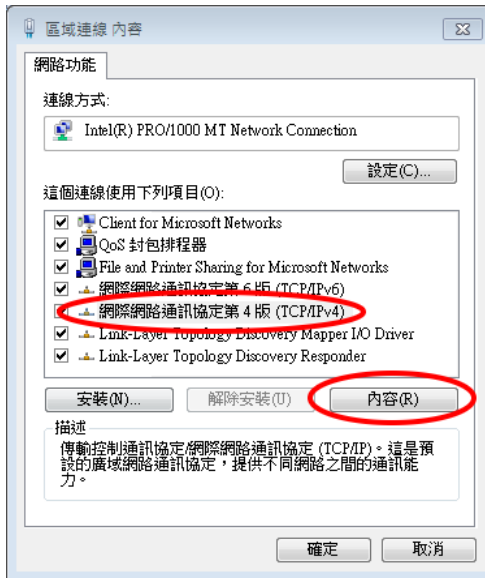 區域連線 內容
網路功能
連線方式:
Intel(R) PRO/1000 MT Network Connection
設定(C)...
這個連線使用下列項目(O):
Client for Microsoft Networks
QoS 封包排程器
File and Printer Sharing for Microsoft Networks
網際網路通訊協定第 6 版 (TCP/IPv6)
網際網路通訊協定第 4 版 (TCP/IPv4)
Link-Layer Topology Discovery Mapper I/O Driver
Link-Layer Topology Discovery Responder
安裝(N)... 解除安裝(U) 內容(R)
描述
傳輸控制通訊協定/網際網路通訊協定 (TCP/IP)。這是預
設的廣域網路通訊協定，提供不同網路之間的通訊能
力。
確定 取消